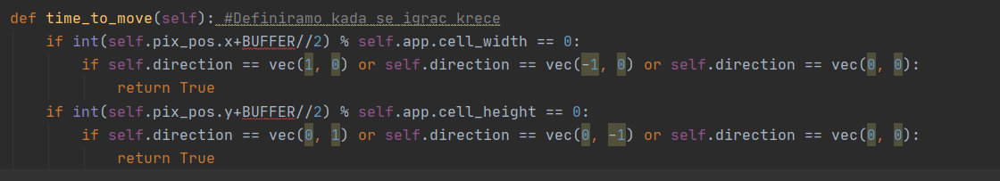 def time_to_move(self): #Definiramo kada se igrac krece
    if int(self.pix_pos.x+BUFFER//2) % self.app.cell_width == 0:
        if self.direction == vec(1, 0) or self.direction == vec(-1, 0) or self.direction == vec(0, 0):
            return True
    if int(self.pix_pos.y+BUFFER//2) % self.app.cell_height == 0:
        if self.direction == vec(0, 1) or self.direction == vec(0, -1) or self.direction == vec(0, 0):
            return True